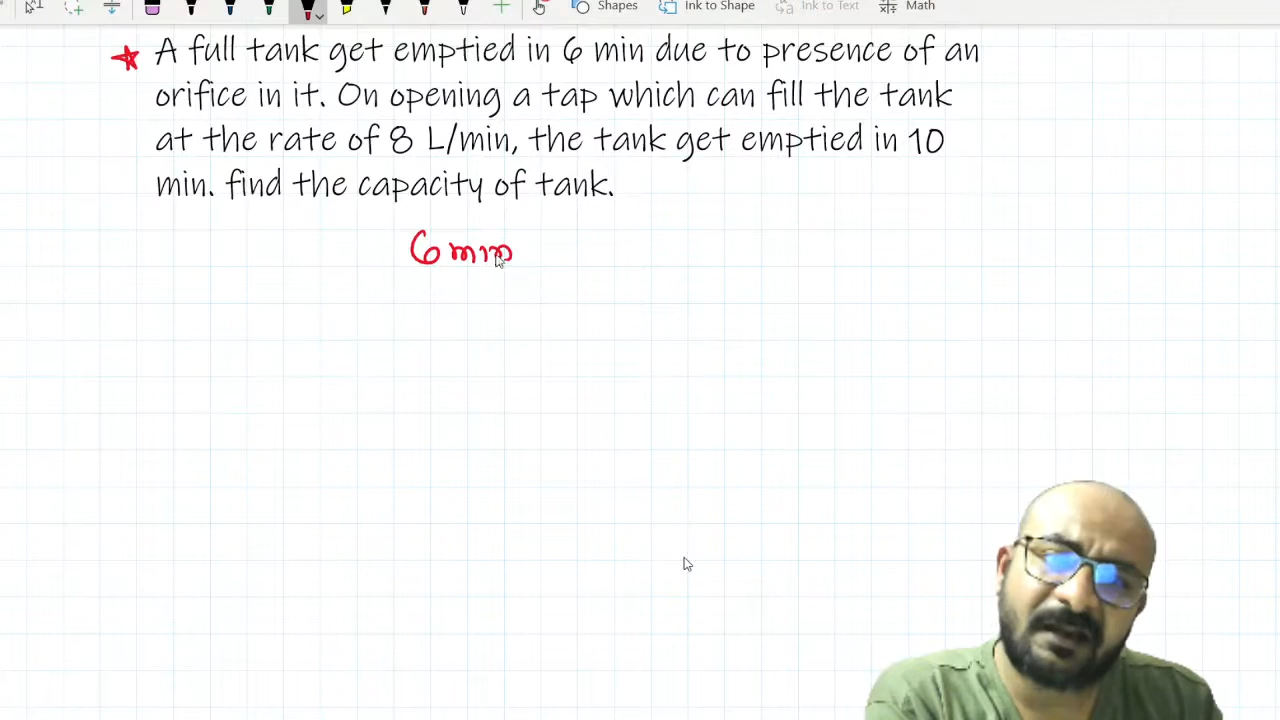 Shapes Ink to Shape Ink to Text Math
A full tank get emptied in 6 min due to presence of an
orifice in it. On opening a tap which can fill the tank
at the rate of 8 L/min, the tank get emptied in 10
min. find the capacity of tank.
6 min